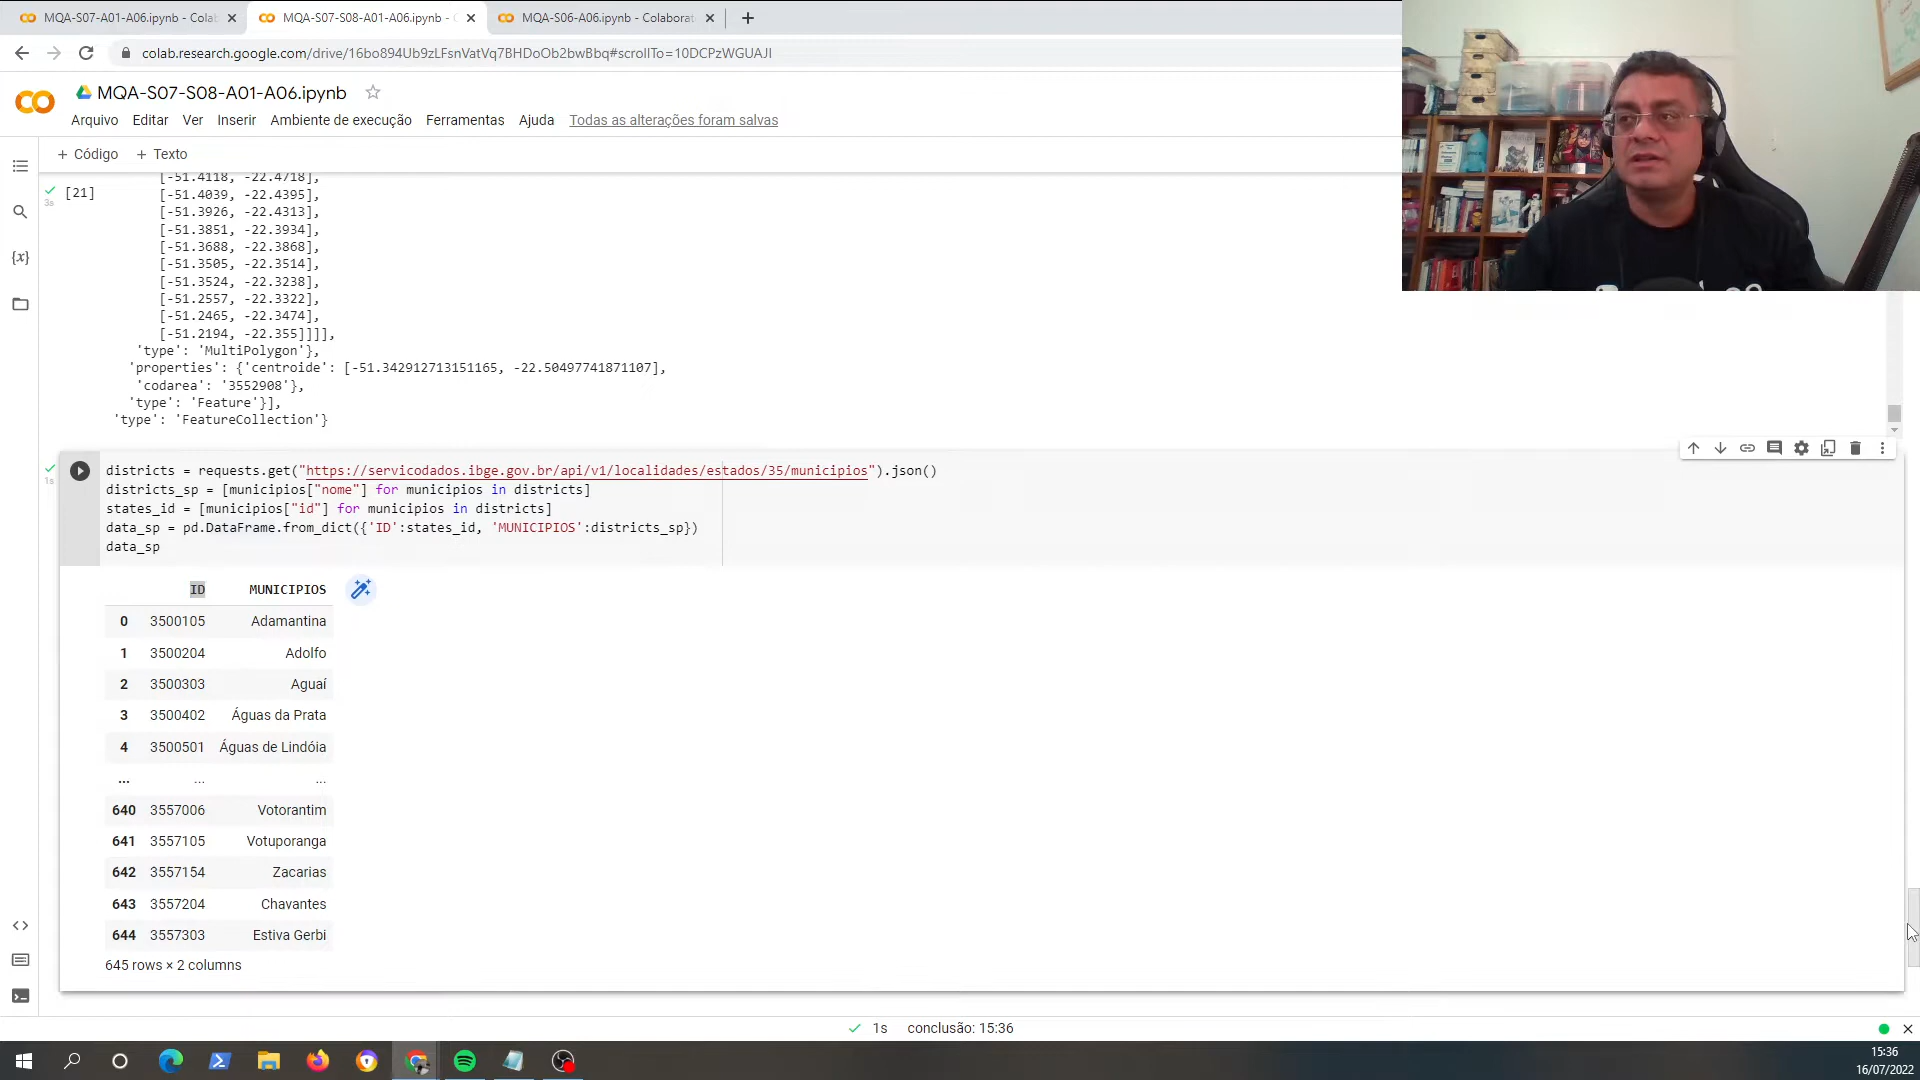 MQA-S07-A01-A06.ipynb - Colab
MQA-S07-S08-A01-A06.ipynb - C
MQA-S06-A06.ipynb - Colaborat
colab.research.google.com/drive/16bo894Ub9zLFsnVatVq7BHDoOb2bwBbq#scrollTo=10DCPzWGUAJI
MQA-S07-S08-A01-A06.ipynb
Arquivo Editar Ver Inserir Ambiente de execução Ferramentas Ajuda Todas as alterações foram salvas
+ Código + Texto
[-51.4118, -22.4718],
[21] [-51.4039, -22.4395],
3s
[-51.3926, -22.4313],
[-51.3851, -22.3934],
[-51.3688, -22.3868],
{x} [-51.3505, -22.3514],
[-51.3524, -22.3238],
[-51.2557, -22.3322],
[-51.2465, -22.3474],
[-51.2194, -22.355]]]],
'type': 'MultiPolygon'},
'properties': {'centroide': [-51.342912713151165, -22.50497741871107],
'codarea': '3552908'},
'type': 'Feature'}],
'type': 'FeatureCollection'}
districts = requests.get("https://servicodados.ibge.gov.br/api/v1/localidades/estados/35/municipios").json()
1s
districts_sp = [municipios["nome"] for municipios in districts]
states_id = [municipios["id"] for municipios in districts]
data_sp = pd.DataFrame.from_dict({'ID':states_id, 'MUNICIPIOS':districts_sp})
data_sp
ID MUNICIPIOS
0 3500105 Adamantina
1 3500204 Adolfo
2 3500303 Aguaí
3 3500402 Águas da Prata
4 3500501 Águas de Lindóia
... ... ...
640 3557006 Votorantim
641 3557105 Votuporanga
642 3557154 Zacarias
643 3557204 Chavantes
644 3557303 Estiva Gerbi
645 rows × 2 columns
1s conclusão: 15:36
15:36
16/07/2022